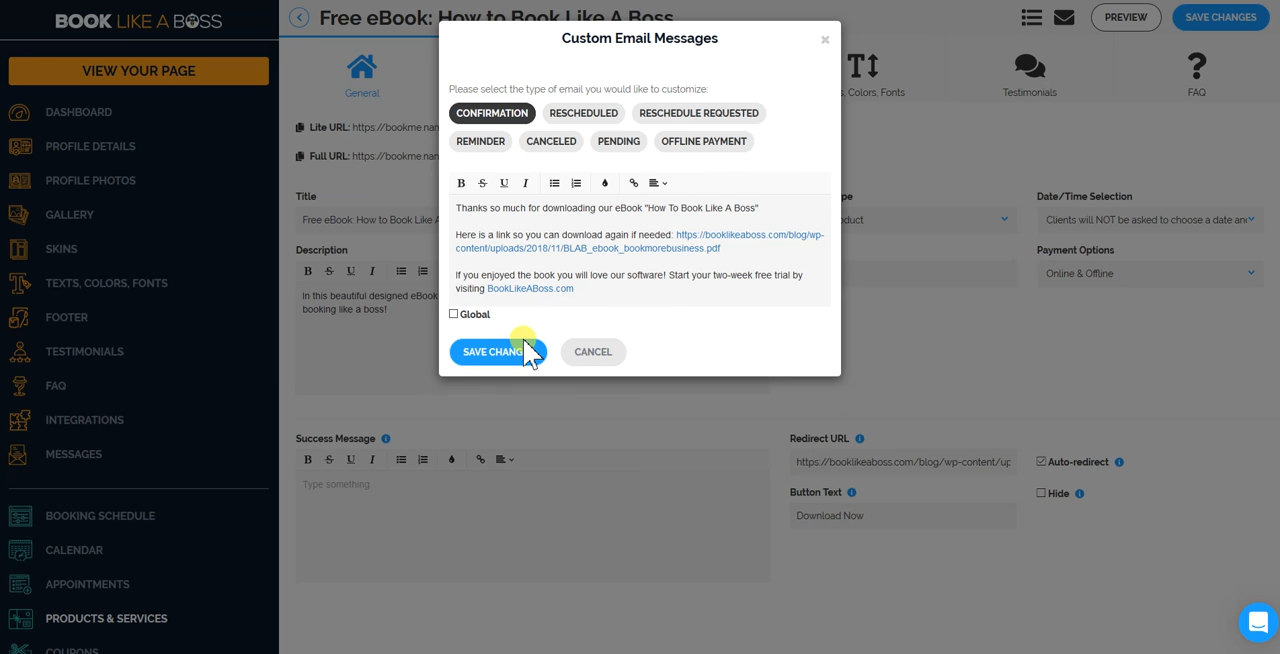 BOOK LIKE A BOSS
VIEW YOUR PAGE
DASHBOARD
PROFILE DETAILS
PROFILE PHOTOS
GALLERY
SKINS
TEXTS, COLORS, FONTS
FOOTER
TESTIMONIALS
FAQ
INTEGRATIONS
MESSAGES
BOOKING SCHEDULE
CALENDAR
APPOINTMENTS
PRODUCTS & SERVICES
COUPONS
Free eBook: How to Book Like A Boss
PREVIEW
SAVE CHANGES
General
Colors, Fonts
Testimonials
FAQ
Lite URL: https://bookme.nam
Full URL: https://bookme.nam
Title
Free eBook: How to Book Like A
Date/Time Selection
Clients will NOT be asked to choose a date an
Description
Payment Options
Online & Offline
B S U I
In this beautiful designed eBook
booking like a boss!
Custom Email Messages
Please select the type of email you would like to customize:
CONFIRMATION
RESCHEDULED
RESCHEDULE REQUESTED
REMINDER
CANCELED
PENDING
OFFLINE PAYMENT
B S U I
Thanks so much for downloading our eBook "How To Book Like A Boss"
Here is a link so you can download again if needed: https://booklikeaboss.com/blog/wp-
content/uploads/2018/11/BLAB_ebook_bookmorebusiness.pdf
If you enjoyed the book you will love our software! Start your two-week free trial by
visiting BookLikeABoss.com
Global
SAVE CHANG
CANCEL
Success Message
B S U I
Type something
Redirect URL
https://booklikeaboss.com/blog/wp-content/up
Auto-redirect
Button Text
Hide
Download Now